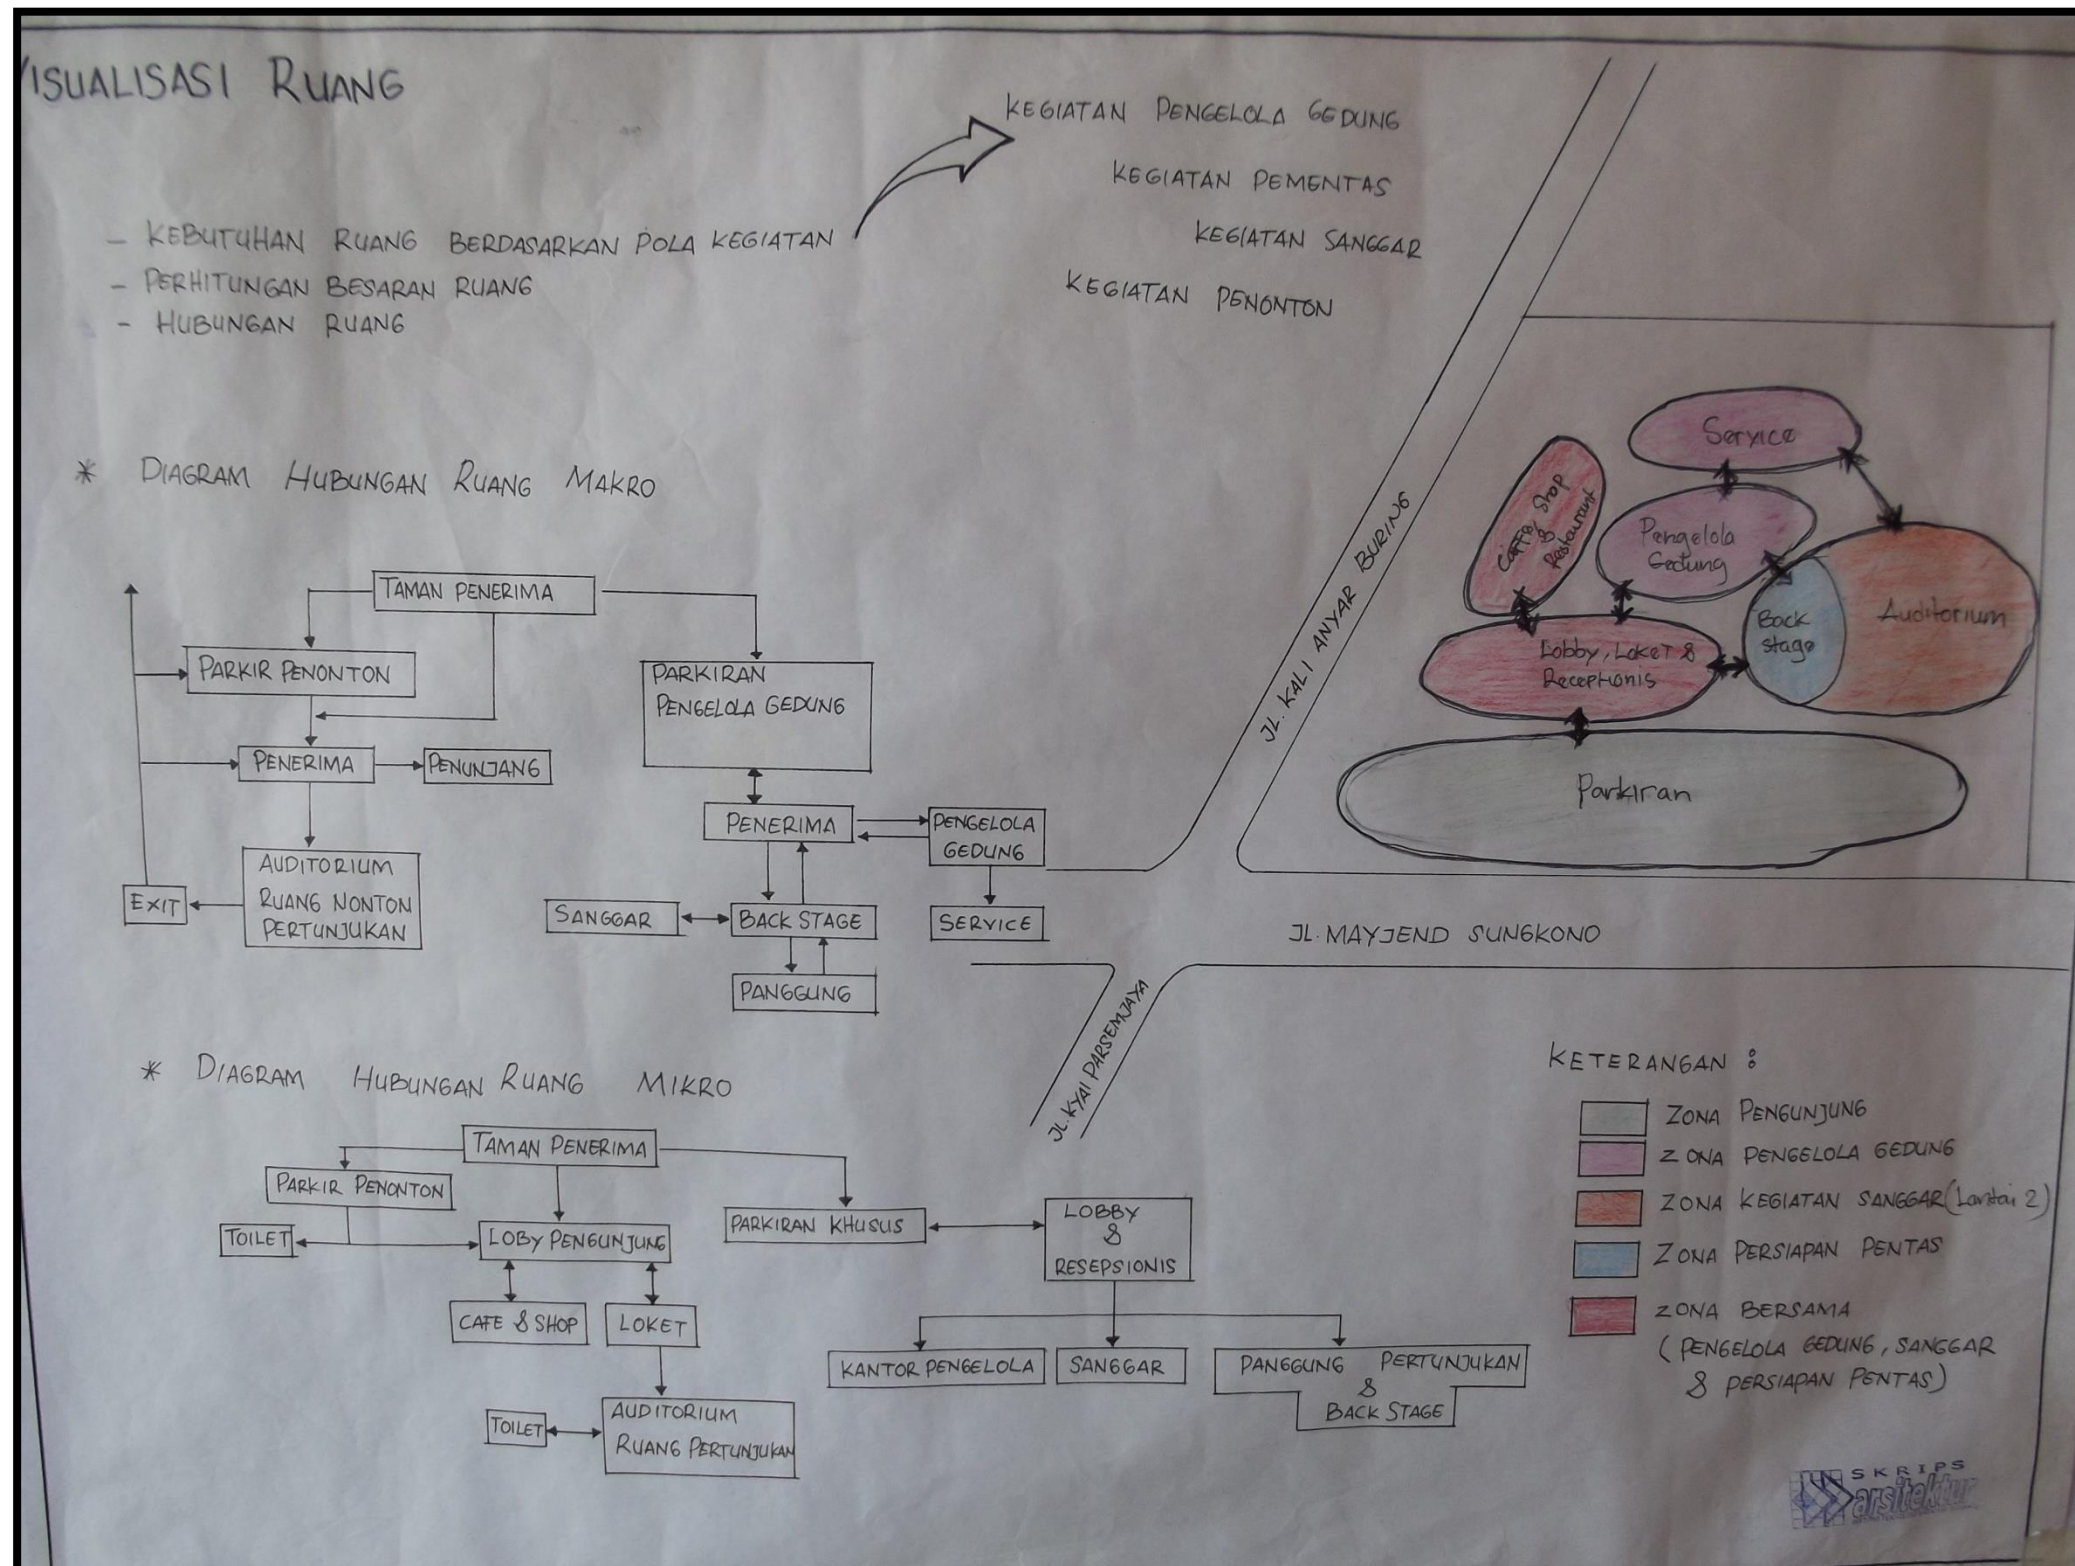 VISUALISASI RUANG
- KEBUTUHAN RUANG BERDASARKAN POLA KEGIATAN
- PERHITUNGAN BESARAN RUANG
- HUBUNGAN RUANG
KEGIATAN PENGELOLA GEDUNG
KEGIATAN PEMENTAS
KEGIATAN SANGGAR
KEGIATAN PENONTON
* DIAGRAM HUBUNGAN RUANG MAKRO
TAMAN PENERIMA
PARKIR PENONTON
PARKIRAN
PENGELOLA GEDUNG
PENERIMA
PENUNJANG
PENERIMA
PENGELOLA
GEDUNG
AUDITORIUM
RUANG NONTON
PERTUNJUKAN
EXIT
SANGGAR
BACK STAGE
SERVICE
PANGGUNG
* DIAGRAM HUBUNGAN RUANG MIKRO
TAMAN PENERIMA
PARKIR PENONTON
TOILET
LOBY PENGUNJUNG
PARKIRAN KHUSUS
LOBBY
&
RESEPSIONIS
CAFE & SHOP
LOKET
KANTOR PENGELOLA
SANGGAR
PANGGUNG PERTUNJUKAN
&
BACK STAGE
TOILET
AUDITORIUM
RUANG PERTUNJUKAN
JL. KALI ANYAR BURING
JL. MAYJEND SUNGKONO
JL. KYAI PARSEMJAYA
Service
Shop
&
Restaurant
Pengelola
Gedung
Back
stage
Auditorium
Lobby, Loket &
Receptionis
Parkiran
KETERANGAN :
ZONA PENGUNJUNG
ZONA PENGELOLA GEDUNG
ZONA KEGIATAN SANGGAR (Lantai 2)
ZONA PERSIAPAN PENTAS
ZONA BERSAMA
(PENGELOLA GEDUNG, SANGGAR
& PERSIAPAN PENTAS)
SKRIPS
arsitektur